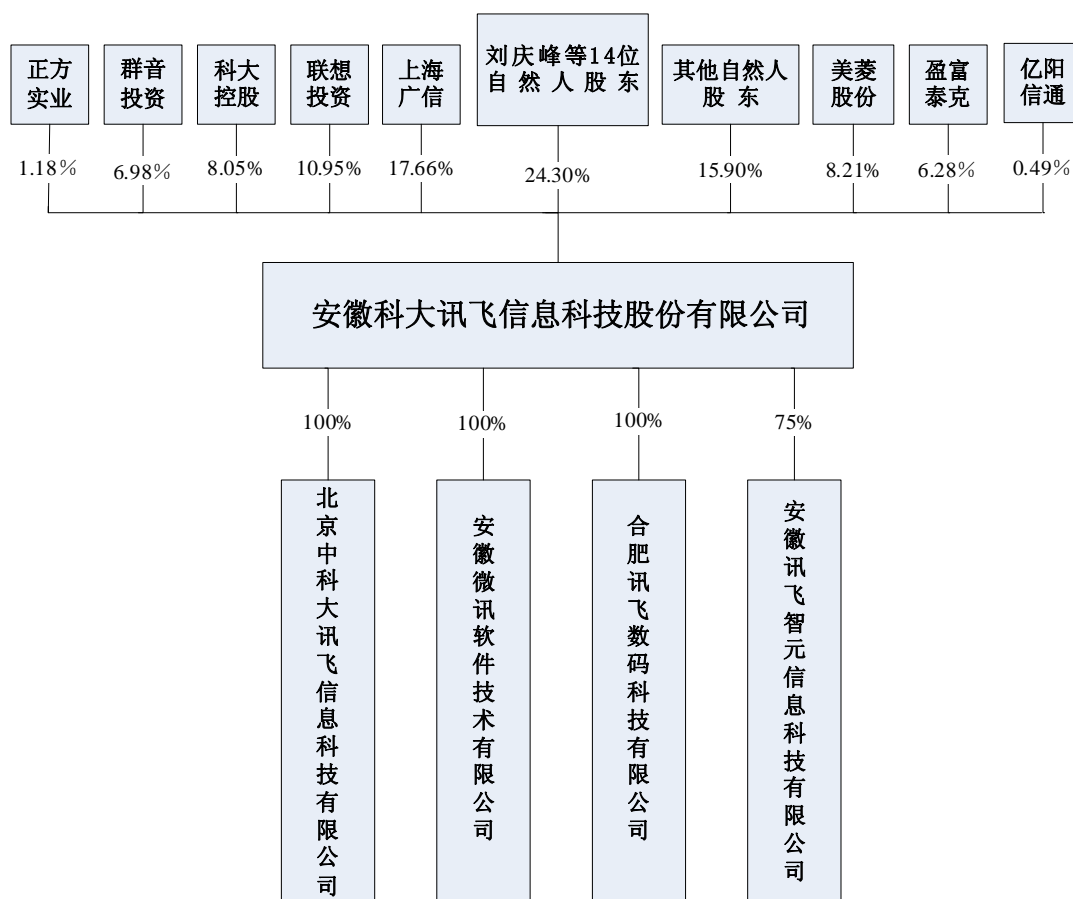 正方
实业
群音
投资
科大
控股
联想
投资
上海
广信
刘庆峰等14位
自然人股东
其他自然人
股东
美菱
股份
盈富
泰克
亿阳
信通
1.18%
6.98%
8.05%
10.95%
17.66%
24.30%
15.90%
8.21%
6.28%
0.49%
安徽科大讯飞信息科技股份有限公司
100%
100%
100%
75%
北京中科大讯飞信息科技有限公司
安徽微讯软件技术有限公司
合肥讯飞数码科技有限公司
安徽讯飞智元信息科技有限公司